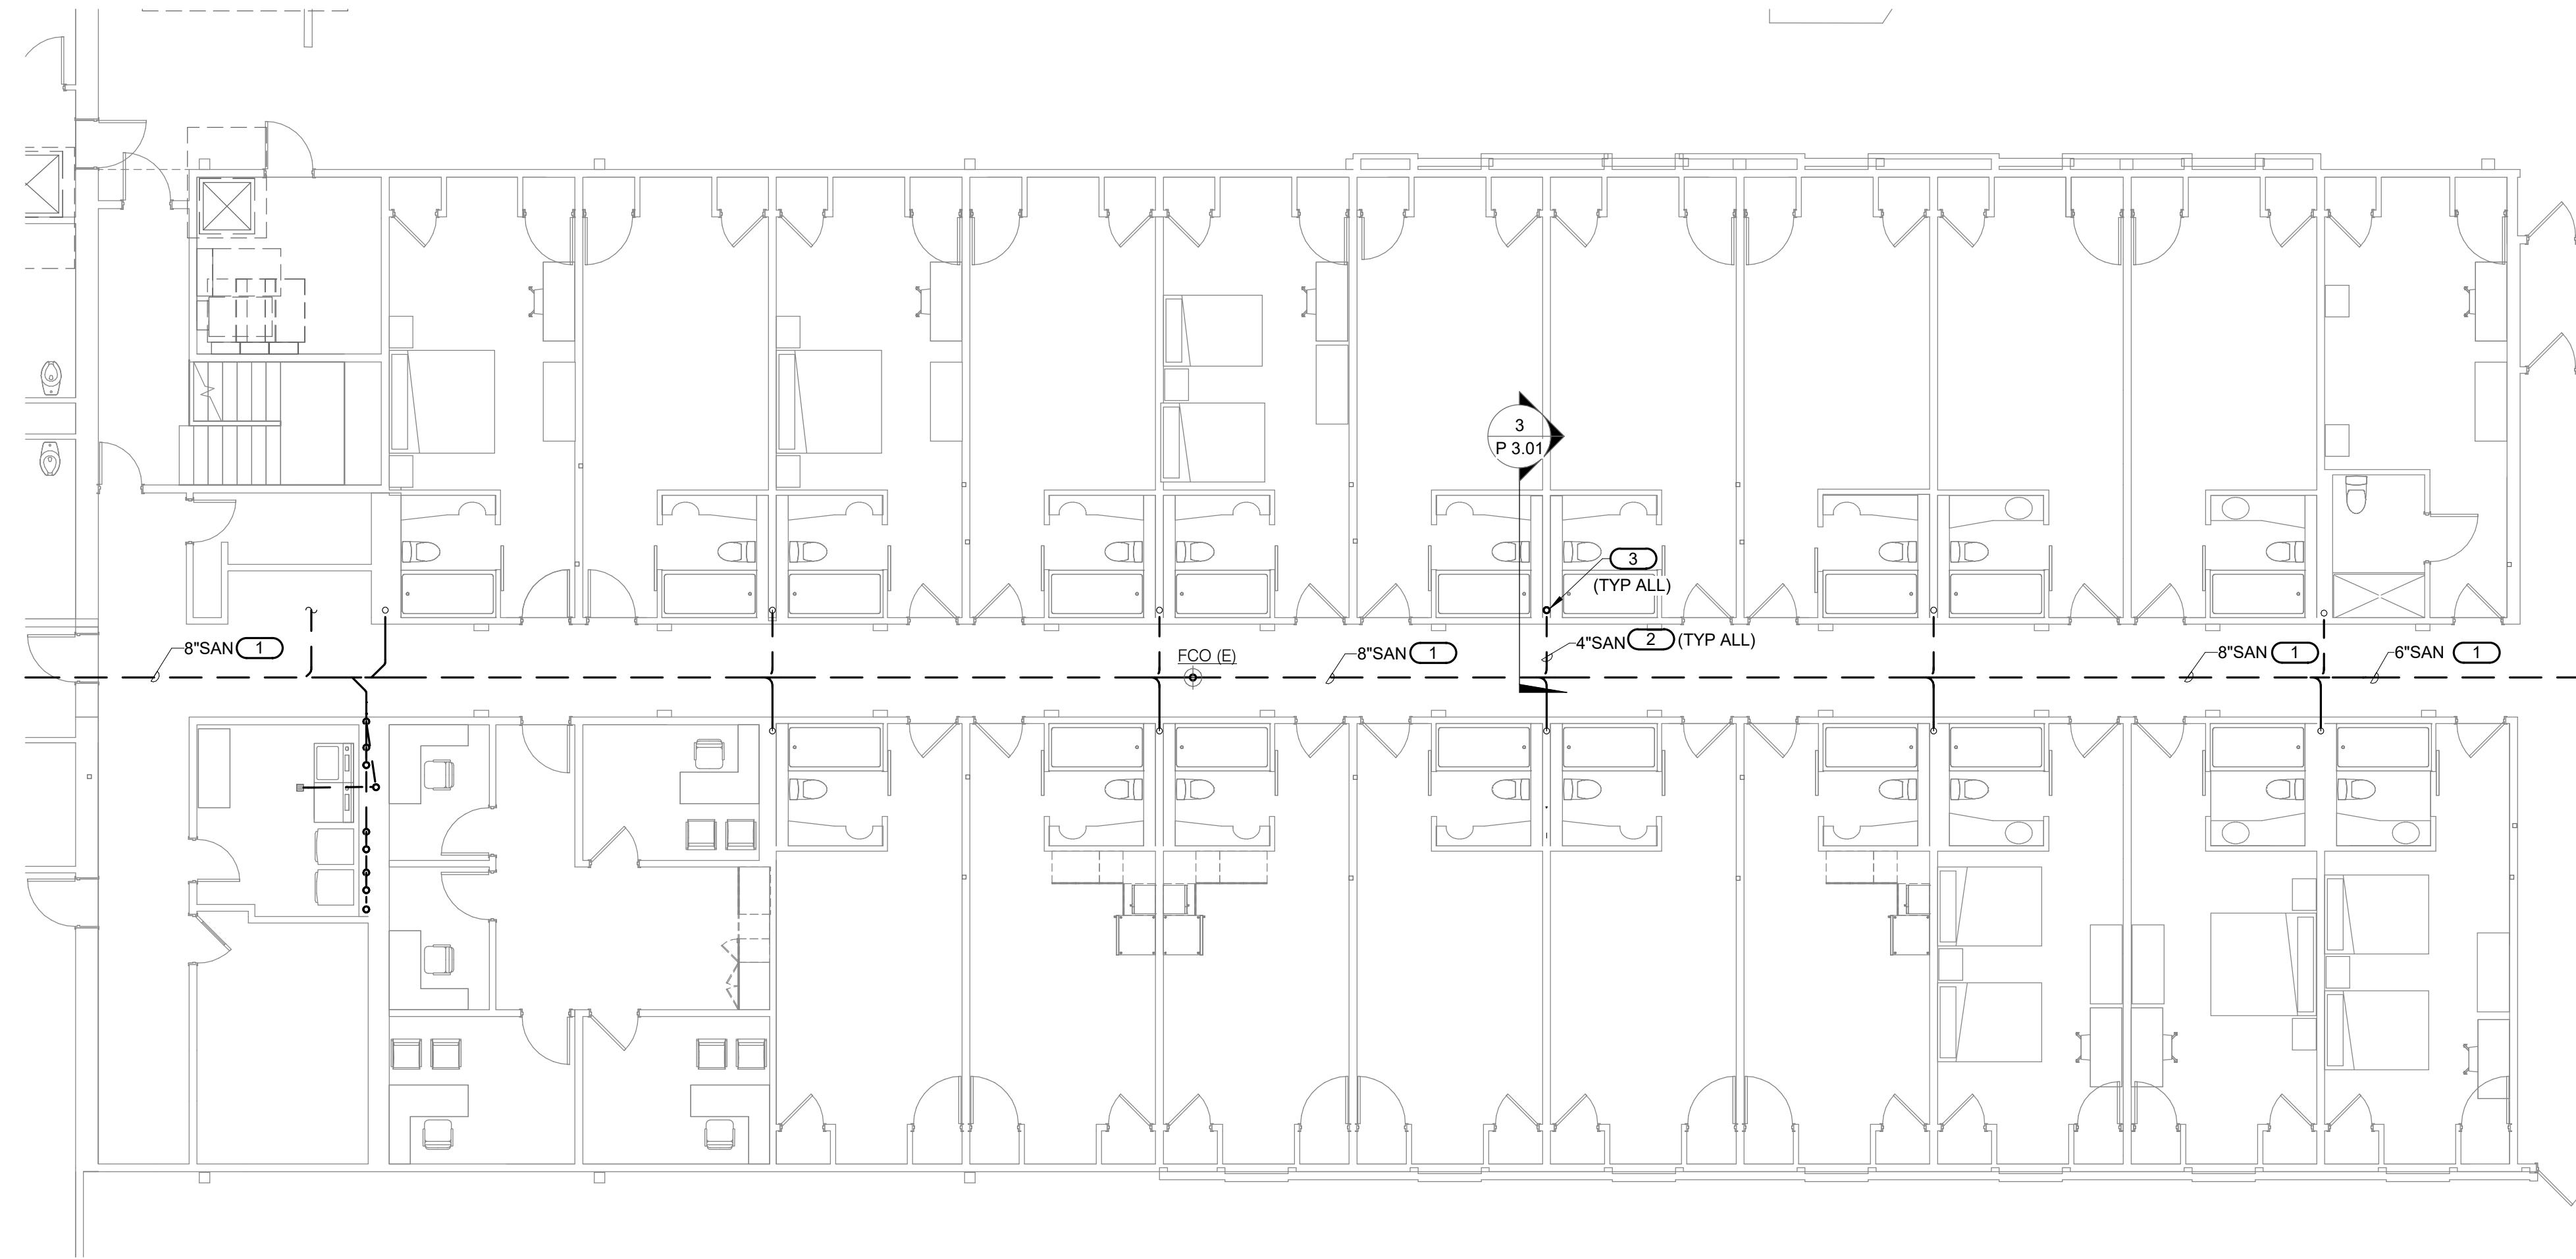 3
P 3.01
3
(TYP ALL)
8"SAN 1
FCO (E)
8"SAN 1
4"SAN 2 (TYP ALL)
8"SAN 1
6"SAN 1